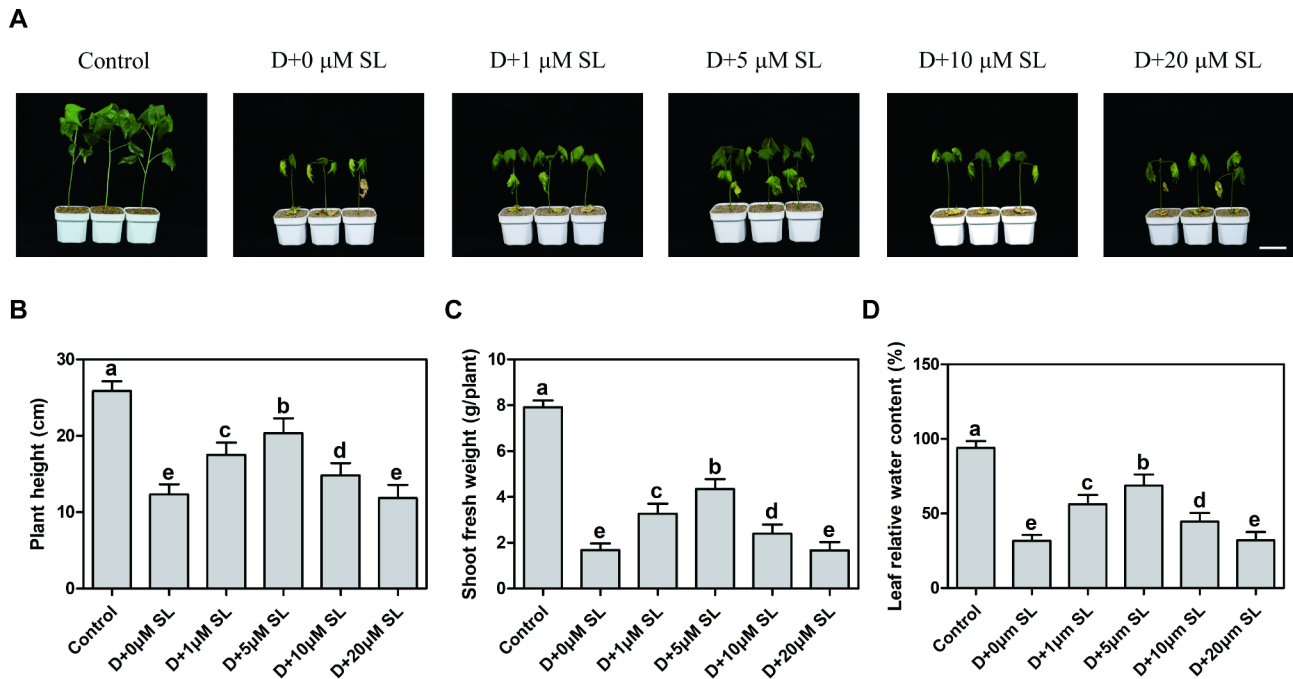 A
Control
D+0 μM SL
D+1 μM SL
D+5 μM SL
D+10 μM SL
D+20 μM SL
B
Plant height (cm)
30
20
10
0
a
e
c
b
d
e
Control
D+0μM SL
D+1μM SL
D+5μM SL
D+10μM SL
D+20μM SL
C
Shoot fresh weight (g/plant)
10
8
6
4
2
0
a
e
c
b
d
e
Control
D+0μM SL
D+1μM SL
D+5μM SL
D+10μM SL
D+20μM SL
D
Leaf relative water content (%)
150
100
50
0
a
e
c
b
d
e
Control
D+0μm SL
D+1μm SL
D+5μm SL
D+10μm SL
D+20μm SL